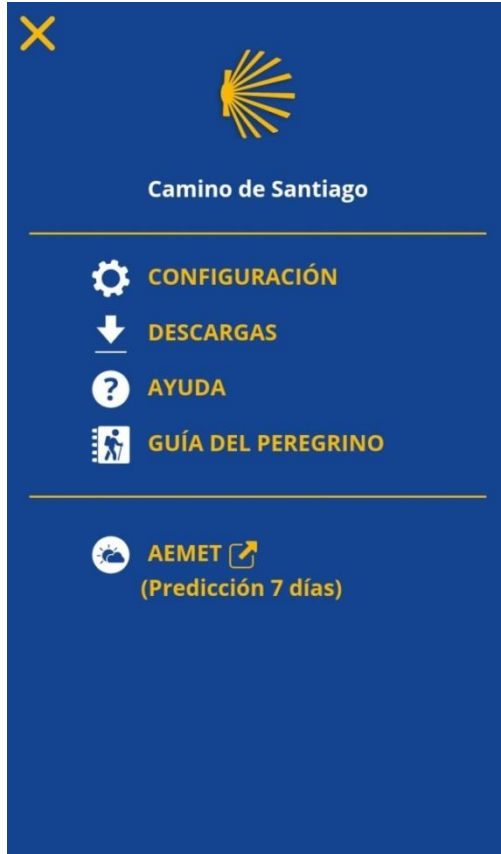 Camino de Santiago
CONFIGURACIÓN
DESCARGAS
AYUDA
GUÍA DEL PEREGRINO
AEMET
(Predicción 7 días)